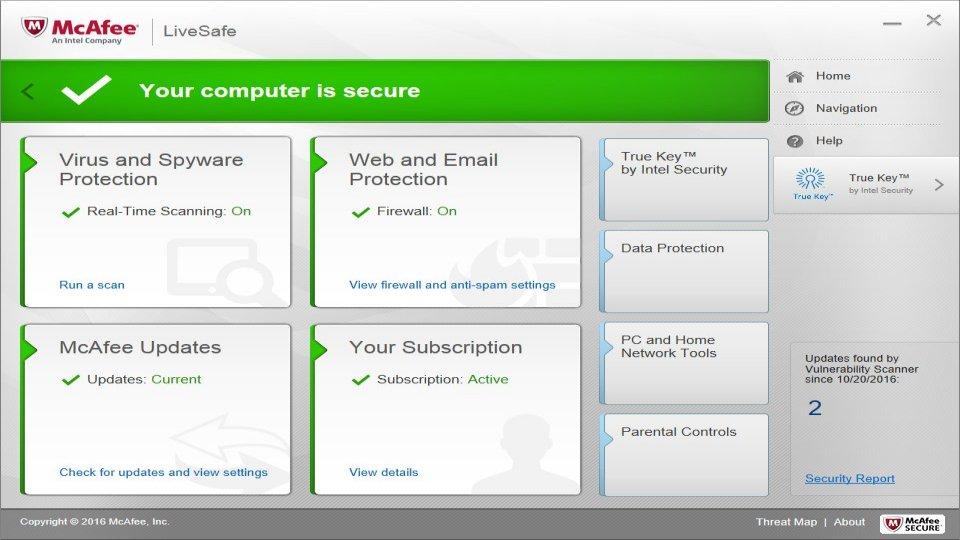 McAfee
An Intel Company
LiveSafe
Your computer is secure
Home
Navigation
Help
True Key™
True Key™
by Intel Security
Virus and Spyware
Protection
Real-Time Scanning: On
Run a scan
Web and Email
Protection
Firewall: On
View firewall and anti-spam settings
True Key™
by Intel Security
Data Protection
McAfee Updates
Updates: Current
Check for updates and view settings
Your Subscription
Subscription: Active
View details
PC and Home
Network Tools
Parental Controls
Updates found by
Vulnerability Scanner
since 10/20/2016:
2
Security Report
Copyright © 2016 McAfee, Inc.
Threat Map | About
McAfee
SECURE